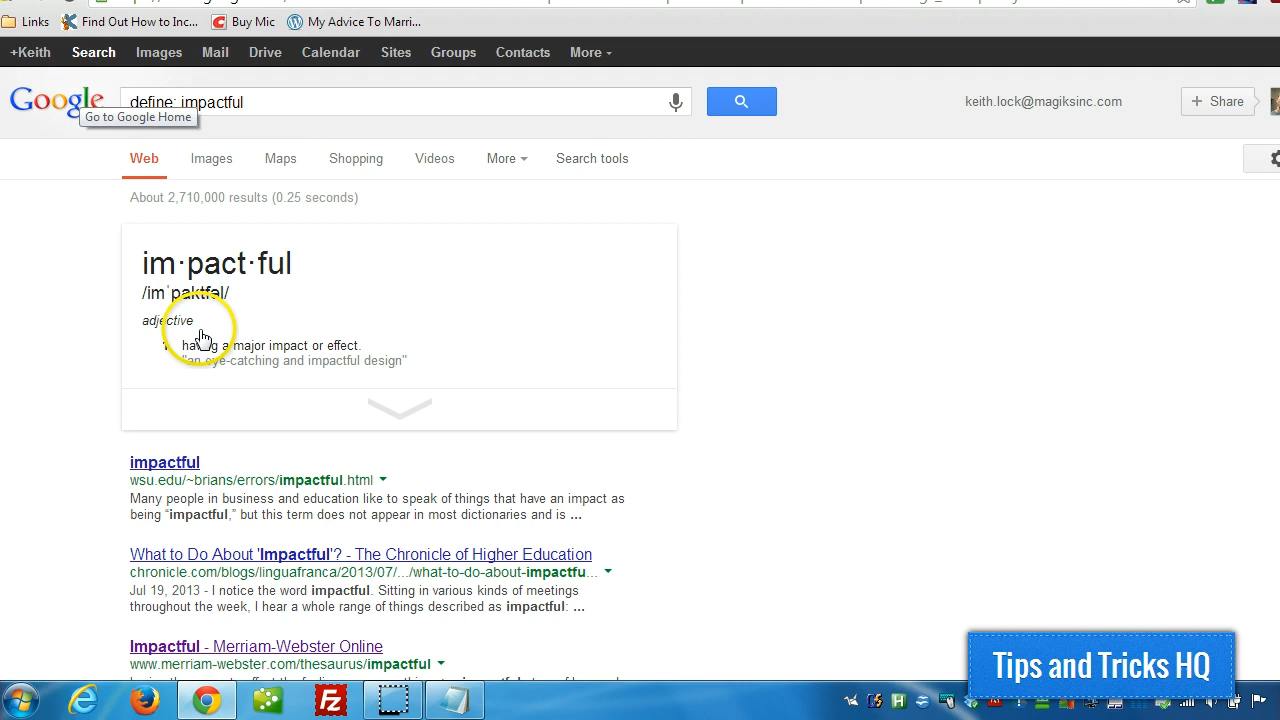 Links Find Out How to Inc... Buy Mic My Advice To Marri...
+Keith Search Images Mail Drive Calendar Sites Groups Contacts More
Google define: impactful keith.lock@magiksinc.com + Share
Go to Google Home
Web Images Maps Shopping Videos More Search tools
About 2,710,000 results (0.25 seconds)
im·pact·ful
/imˈpaktfəl/
adjective
having a major impact or effect.
"an eye-catching and impactful design"
impactful
wsu.edu/~brians/errors/impactful.html
Many people in business and education like to speak of things that have an impact as
being “impactful,” but this term does not appear in most dictionaries and is ...
What to Do About 'Impactful'? - The Chronicle of Higher Education
chronicle.com/blogs/linguafranca/2013/07/.../what-to-do-about-impactfu...
Jul 19, 2013 - I notice the word impactful. Sitting in various kinds of meetings
throughout the week, I hear a whole range of things described as impactful: ...
Impactful - Merriam-Webster Online
www.merriam-webster.com/thesaurus/impactful
Tips and Tricks HQ